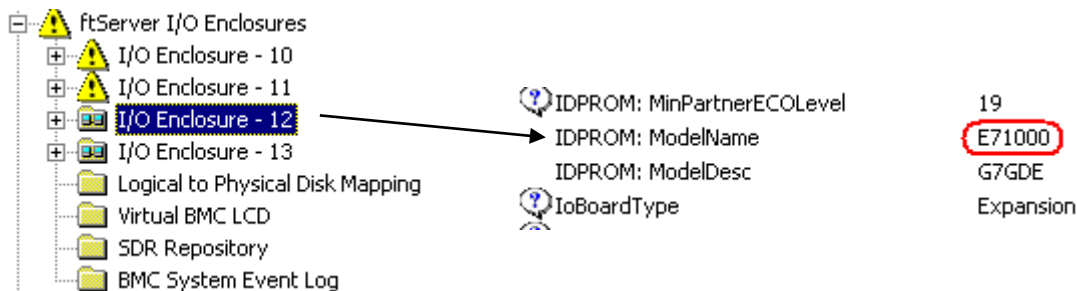 ftServer I/O Enclosures
I/O Enclosure - 10
I/O Enclosure - 11
I/O Enclosure - 12
I/O Enclosure - 13
Logical to Physical Disk Mapping
Virtual BMC LCD
SDR Repository
BMC System Event Log
IDPROM: MinPartnerECOLevel 19
IDPROM: ModelName E71000
IDPROM: ModelDesc G7GDE
IoBoardType Expansion